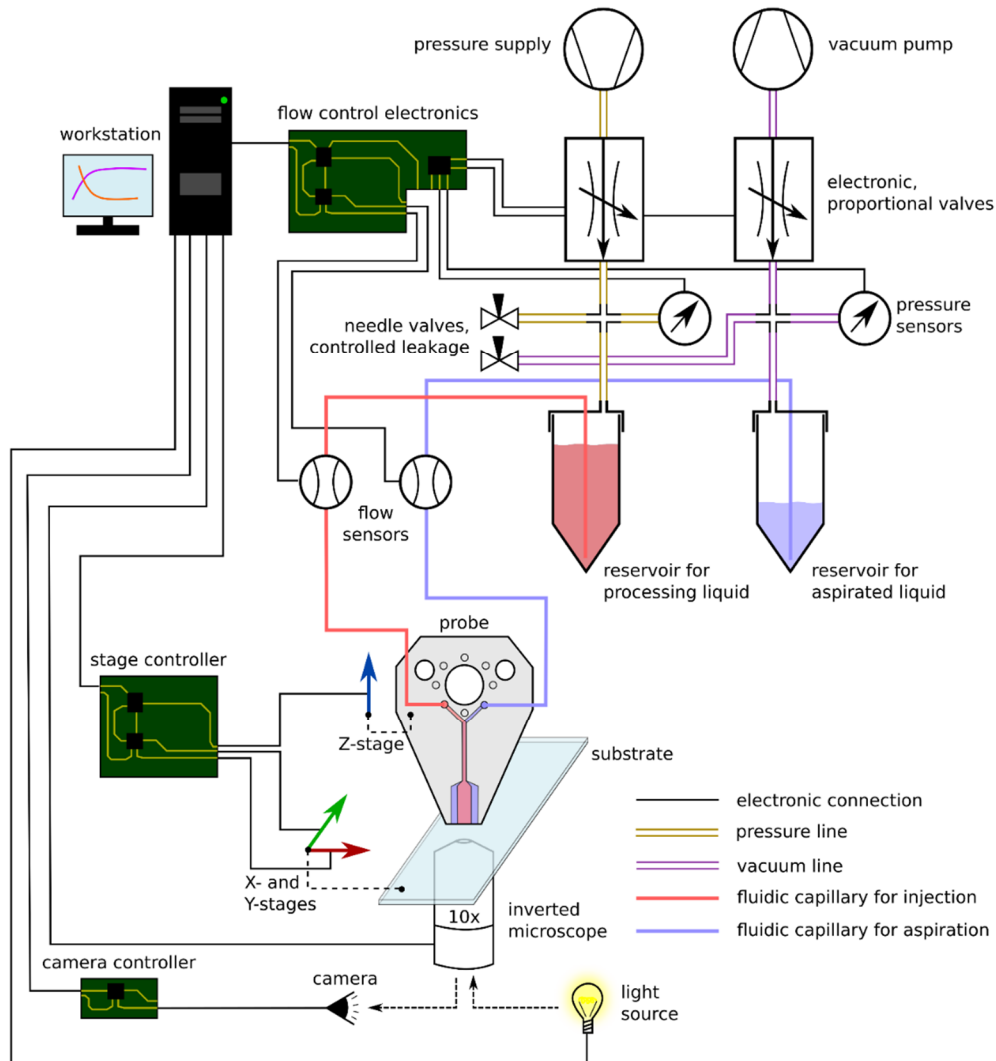 pressure supply
vacuum pump
flow control electronics
workstation
electronic,
proportional valves
pressure
sensors
needle valves,
controlled leakage
flow
sensors
reservoir for
processing liquid
reservoir for
aspirated liquid
probe
stage controller
Z-stage
substrate
electronic connection
pressure line
vacuum line
fluidic capillary for injection
fluidic capillary for aspiration
X- and
Y-stages
10x
inverted
microscope
camera controller
camera
light
source